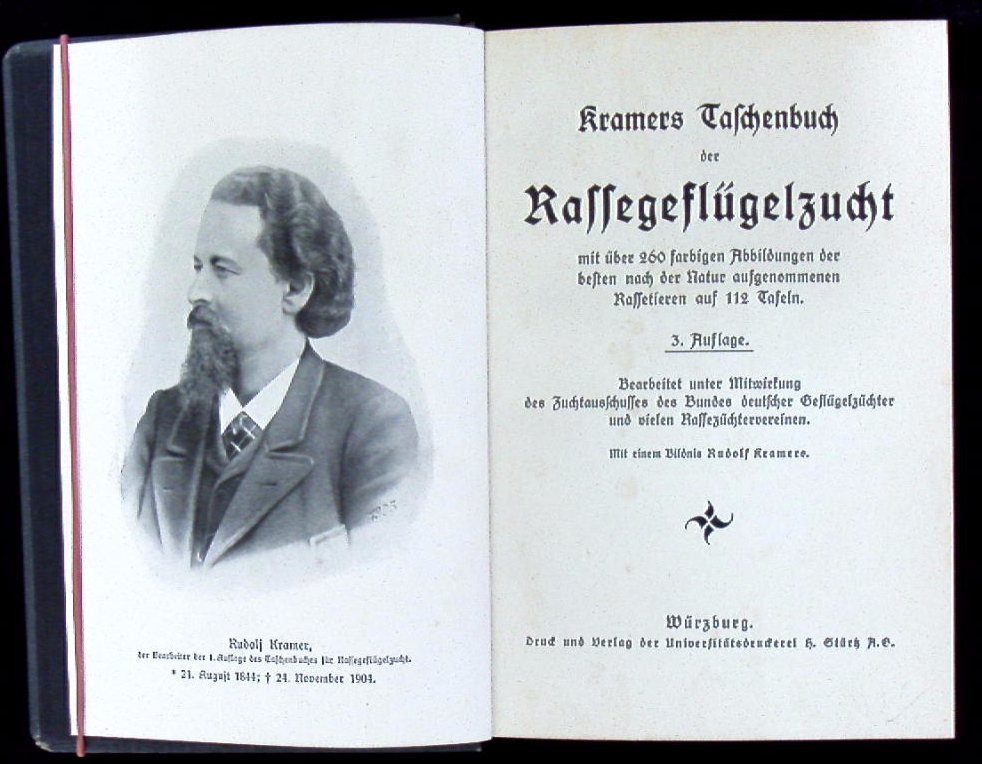 Rudolf Kramer,
der Bearbeiter der 1. Auflage des Taschenbuches für Rassegeflügelzucht.
* 21. August 1844; † 24. November 1904.
Kramers Taschenbuch
der
Rassegeflügelzucht
mit über 260 farbigen Abbildungen der
besten nach der Natur aufgenommenen
Rassetieren auf 112 Tafeln.
3. Auflage.
Bearbeitet unter Mitwirkung
des Zuchtausschusses des Bundes deutscher Geflügelzüchter
und vielen Rassezüchtervereinen.
Mit einem Bildnis Rudolf Kramers.
Würzburg.
Druck und Verlag der Universitätsdruckerei H. Stürtz A.G.